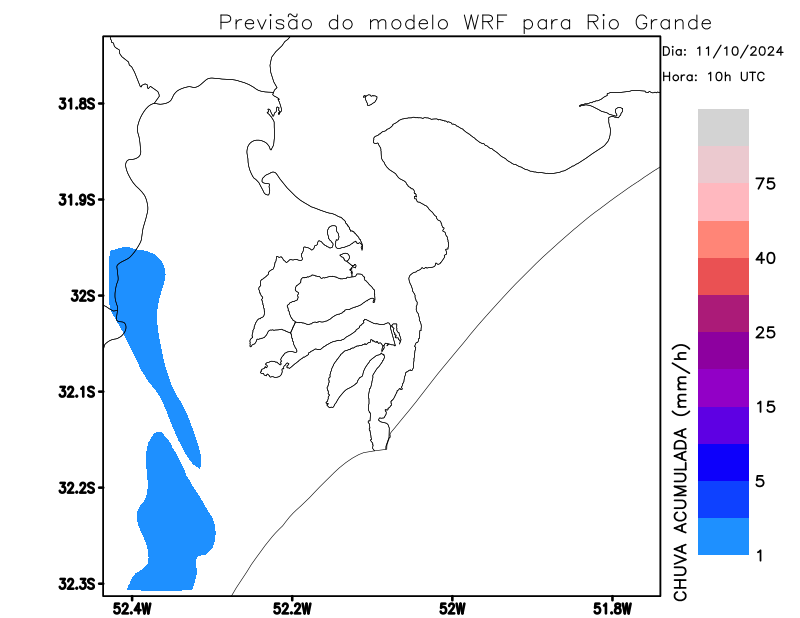 Previsão do modelo WRF para Rio Grande
Dia: 11/10/2024
Hora: 10h UTC
31.8S
31.9S
32S
32.1S
32.2S
32.3S
52.4W
52.2W
52W
51.8W
75
40
25
15
5
1
CHUVA ACUMULADA (mm/h)